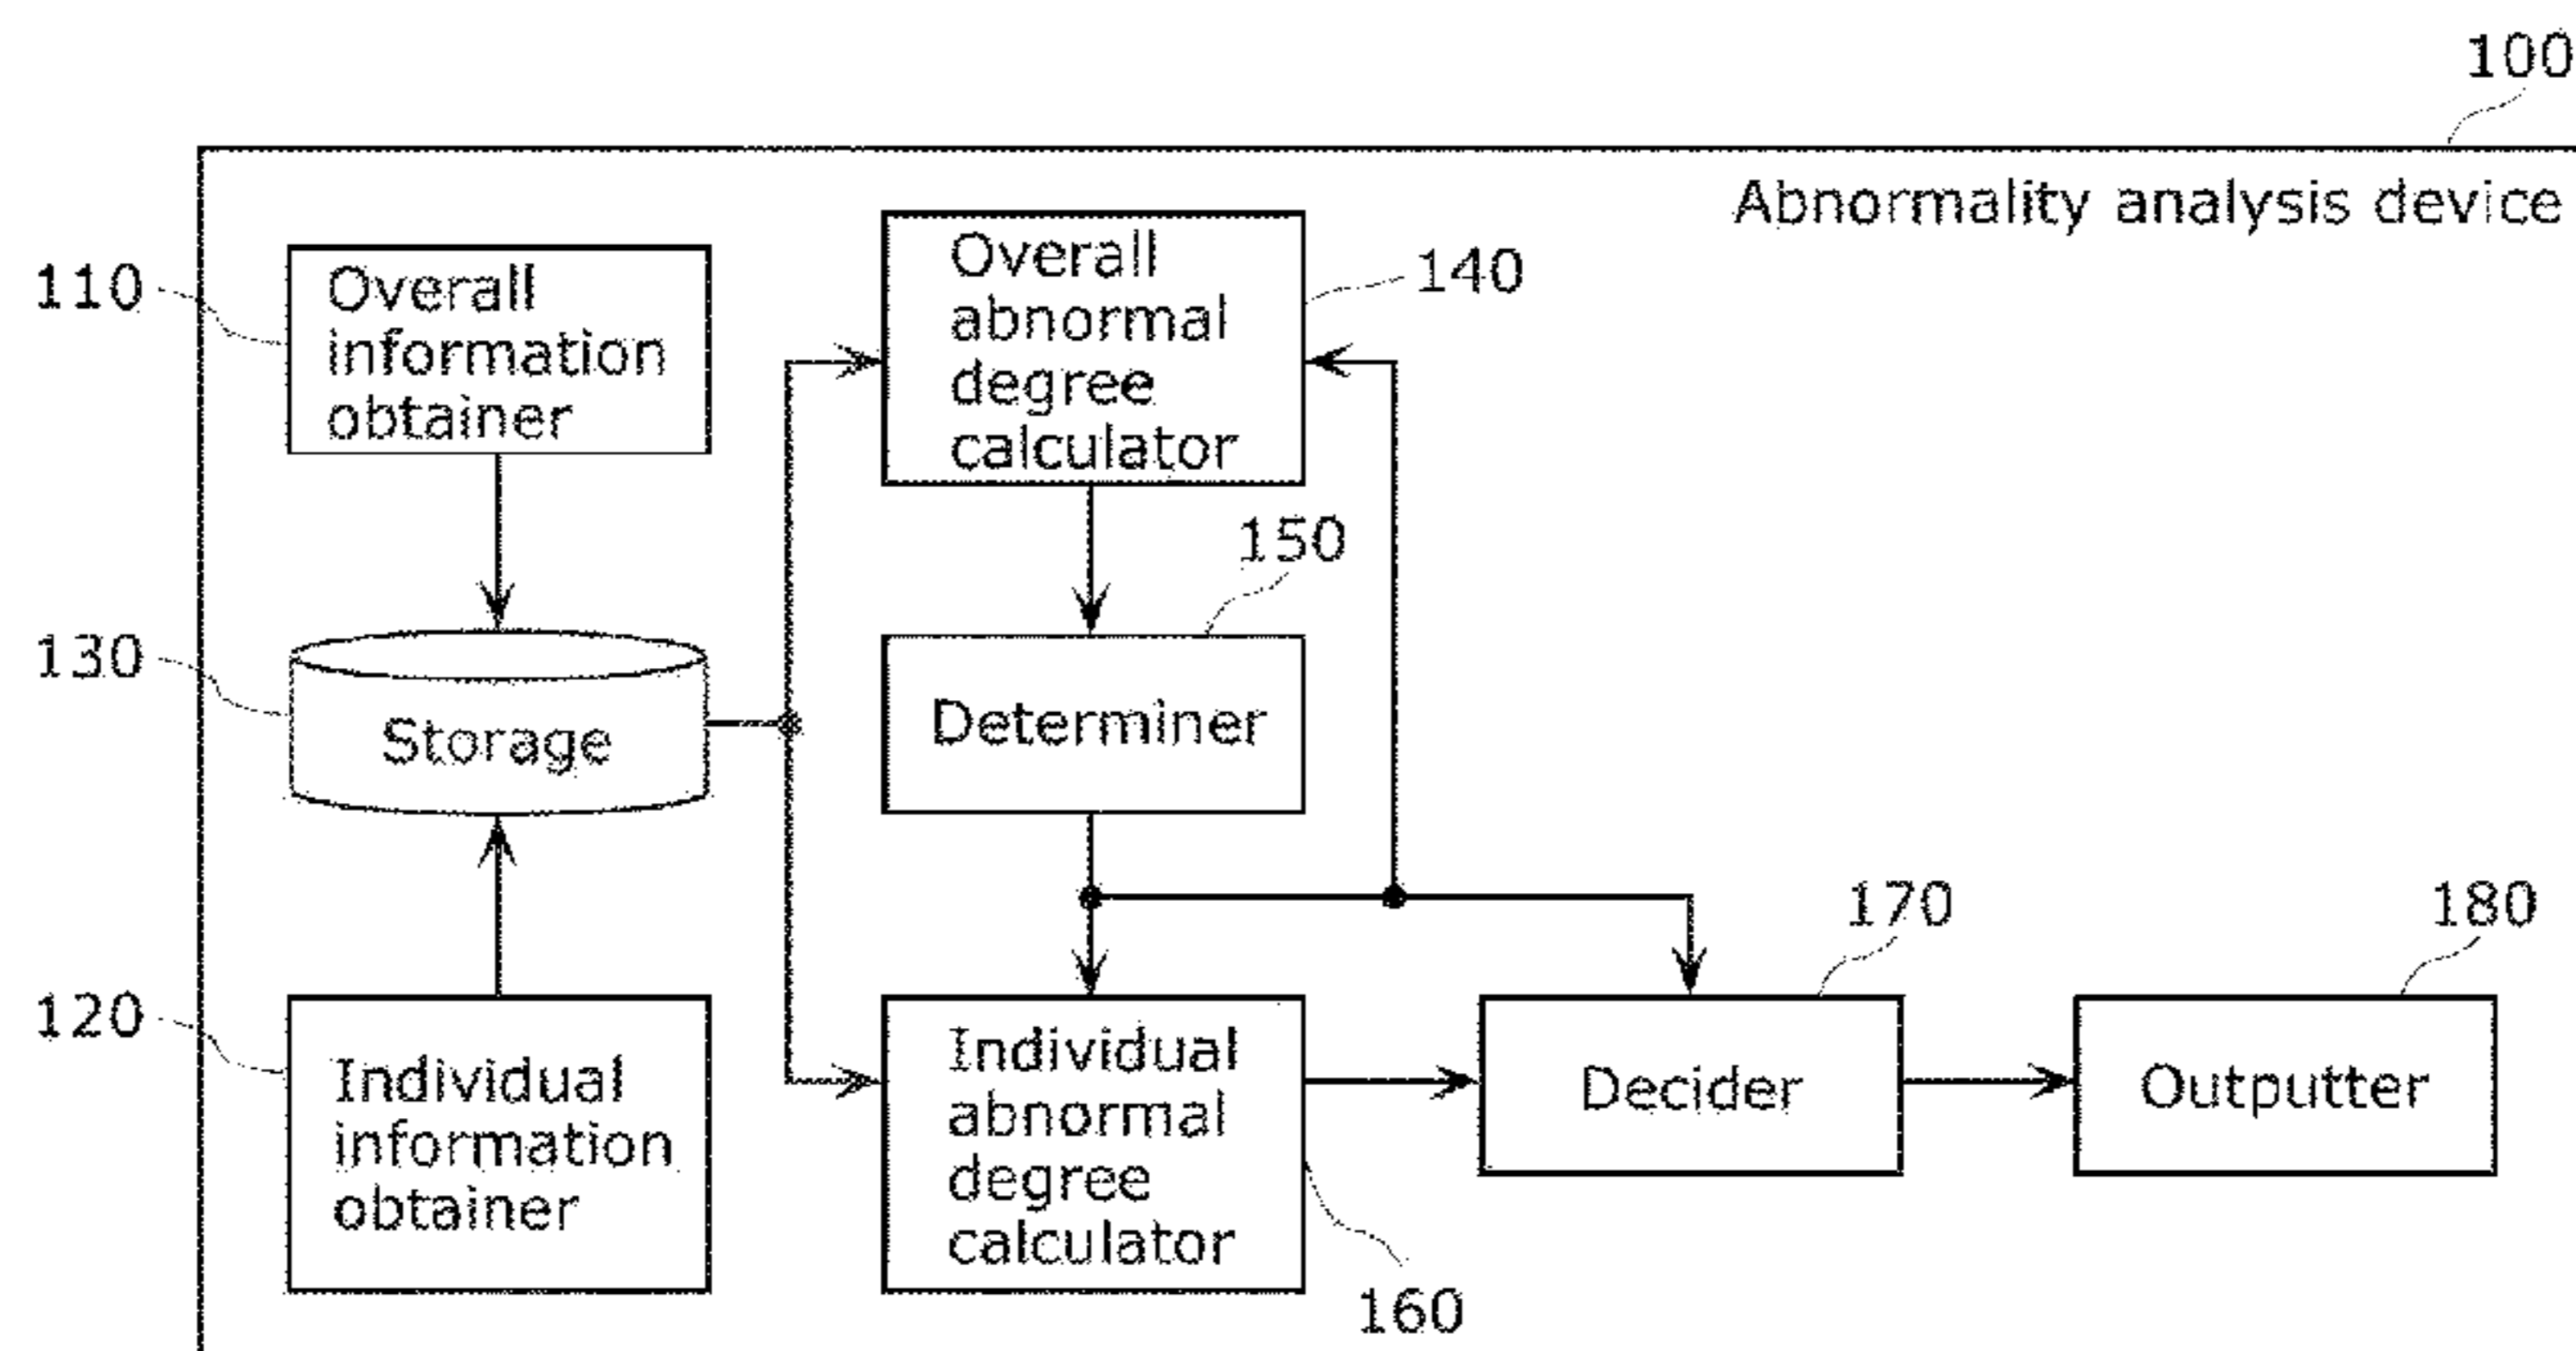 100
Abnormality analysis device
110
Overall
information
obtainer
Overall
abnormal
degree
calculator
140
150
130
Storage
Determiner
120
Individual
information
obtainer
Individual
abnormal
degree
calculator
160
170
Decider
180
Outputter